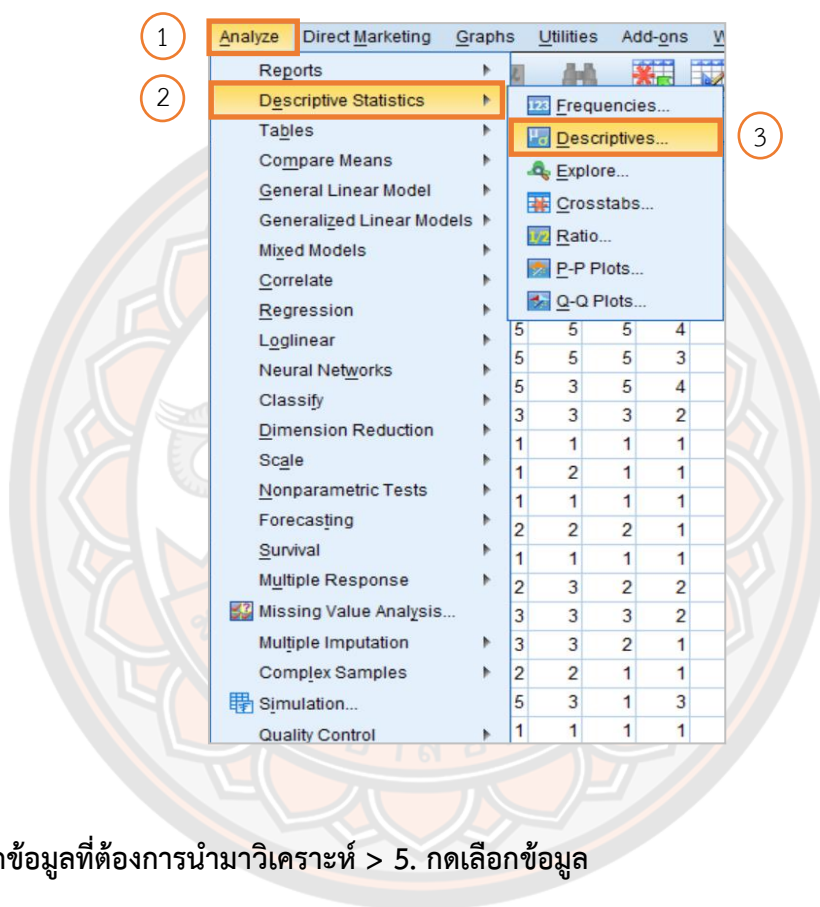 1
Analyze Direct Marketing Graphs Utilities Add-ons
2
Reports
Descriptive Statistics
Tables
Compare Means
General Linear Model
Generalized Linear Models
Mixed Models
Correlate
Regression
Loglinear
Neural Networks
Classify
Dimension Reduction
Scale
Nonparametric Tests
Forecasting
Survival
Multiple Response
Missing Value Analysis...
Multiple Imputation
Complex Samples
Simulation...
Quality Control
Frequencies...
Descriptives...
3
Explore...
Crosstabs...
Ratio...
P-P Plots...
Q-Q Plots...
5 5 5 4
5 5 5 3
5 3 5 4
3 3 3 2
1 1 1 1
1 2 1 1
1 1 1 1
2 2 2 1
1 1 1 1
2 3 2 2
3 3 3 2
3 3 2 1
2 2 1 1
5 3 1 3
1 1 1 1
ข้อมูลที่ต้องการนำมาวิเคราะห์ > 5. กดเลือกข้อมูล